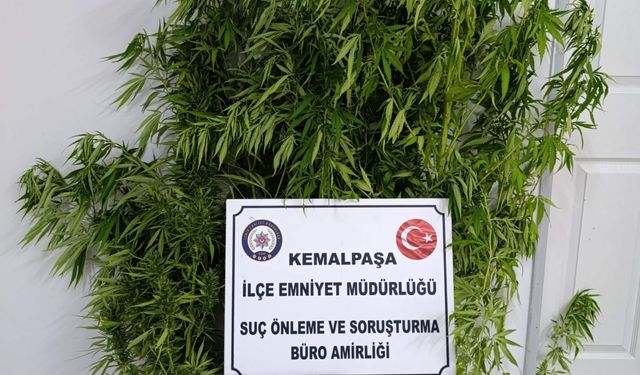 KEMALPAŞA
İLÇE EMNİYET MÜDÜRLÜĞÜ
SUÇ ÖNLEME VE SORUŞTURMA
BÜRO AMİRLİĞİ